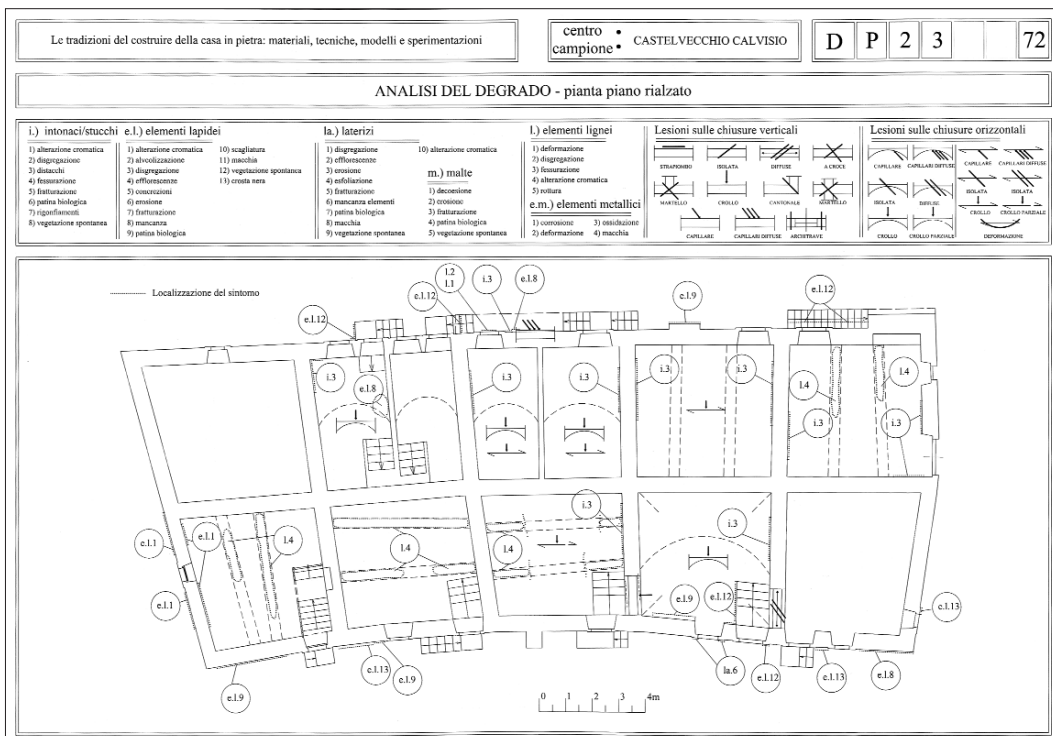 Le tradizioni del costruire della casa in pietra: materiali, tecniche, modelli e sperimentazioni
centro •
campione •
CASTELVECCHIO CALVISIO
D P 2 3 72
ANALISI DEL DEGRADO - pianta piano rialzato
i.) intonaci/stucchi
1) alterazione cromatica
2) disgregazione
3) distacchi
4) fessurazione
5) fratturazione
6) patina biologica
7) rigonfiamenti
8) vegetazione spontanea
e.l.) elementi lapidei
1) alterazione cromatica
2) alveolizzazione
3) disgregazione
4) efflorescenze
5) concrezioni
6) erosione
7) fratturazione
8) mancanza
9) patina biologica
10) scagliatura
11) macchia
12) vegetazione spontanea
13) crosta nera
la.) laterizi
1) disgregazione
2) efflorescenze
3) erosione
4) esfoliazione
5) fratturazione
6) mancanza elementi
7) patina biologica
8) macchia
9) vegetazione spontanea
10) alterazione cromatica
m.) malte
1) decoesione
2) erosione
3) fratturazione
4) patina biologica
5) vegetazione spontanea
l.) elementi lignei
1) deformazione
2) disgregazione
3) fessurazione
4) alterazione cromatica
5) rottura
e.m.) elementi metallici
1) corrosione
2) deformazione
3) ossidazione
4) macchia
Lesioni sulle chiusure verticali
STRAPIOMBO ISOLATA DIFFUSE A CROCE
MARTELLO CROLLO CANTONALE MARTELLO
CAPILLARE CAPILLARI DIFFUSE ARCHITRAVE
Lesioni sulle chiusure orizzontali
CAPILLARE CAPILLARI DIFFUSE
ISOLATA DIFFUSE
CROLLO CROLLO PARZIALE
CAPILLARE CAPILLARI DIFFUSE
ISOLATA ISOLATA
CROLLO CROLLO PARZIALE
DEFORMAZIONE
Localizzazione del sintomo
l.2
l.1
i.3
e.l.8
e.l.12
e.l.12
e.l.9
e.l.12
i.3
e.l.8
i.3
i.3
i.3
i.3
l.4
l.4
i.3
i.3
e.l.1
e.l.1
l.4
e.l.1
l.4
l.4
i.3
i.3
e.l.9
e.l.12
e.l.13
e.l.9
e.l.13
e.l.9
la.6
e.l.12
e.l.13
e.l.8
0 1 2 3 4m